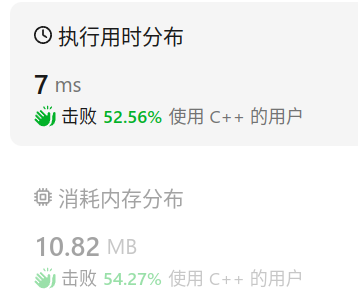 执行用时分布
7 ms
击败 52.56% 使用 C++ 的用户
消耗内存分布
10.82 MB
击败 54.27% 使用 C++ 的用户